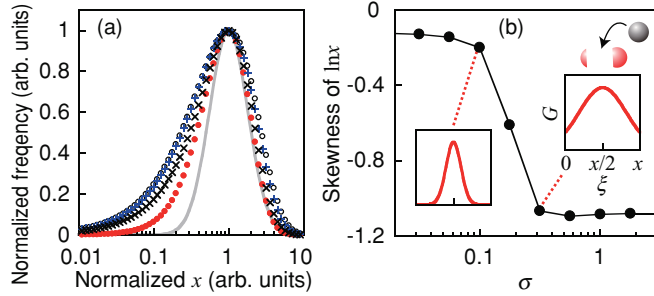 (a)
Normalized freqency (arb. units)
1
0.8
0.6
0.4
0.2
0
0.01
0.1
1
10
Normalized x (arb. units)
(b)
Skewness of lnx
-0
-0.4
-0.8
-1.2
0.1
1
σ
G
0
x/2
x
ξ